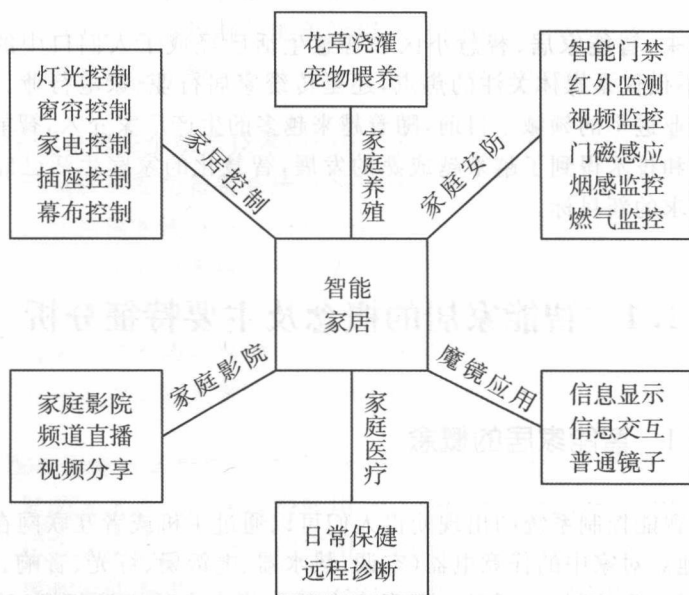 花草浇灌
宠物喂养
灯光控制
窗帘控制
家电控制
插座控制
幕布控制
智能门禁
红外监测
视频监控
门磁感应
烟感监控
燃气监控
家居控制
家庭养殖
家庭安防
智能
家居
家庭影院
家庭医疗
魔镜应用
家庭影院
频道直播
视频分享
信息显示
信息交互
普通镜子
日常保健
远程诊断